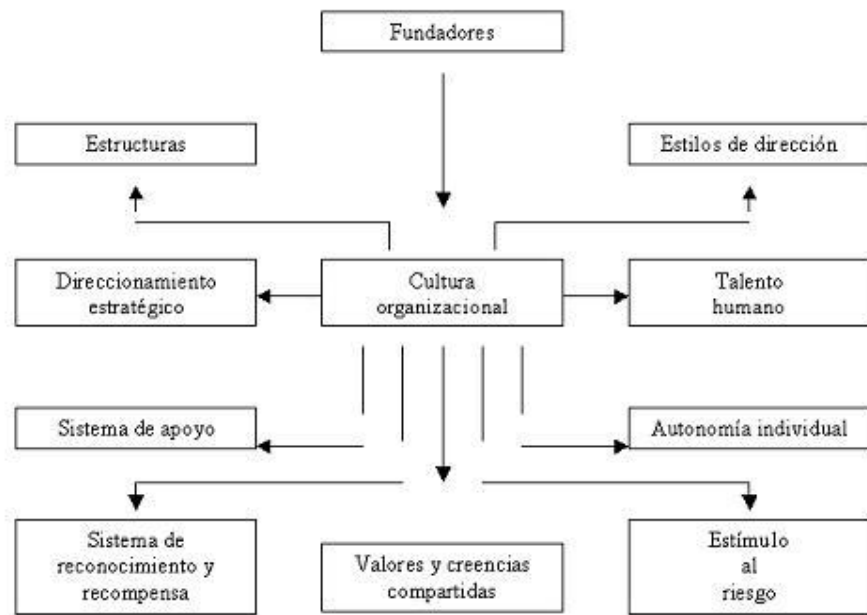 Fundadores
Estructuras
Estilos de dirección
Direccionamiento
estratégico
Cultura
organizacional
Talento
humano
Sistema de apoyo
Autonomía individual
Sistema de
reconocimiento y
recompensa
Valores y creencias
compartidas
Estímulo
al
riesgo